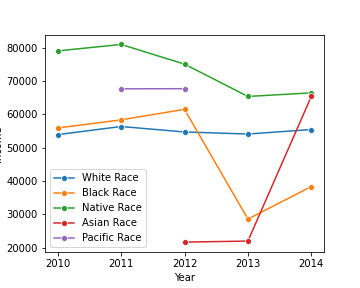 80000
70000
60000
50000
40000
30000
20000
White Race
Black Race
Native Race
Asian Race
Pacific Race
2010 2011 2012 2013 2014
Year